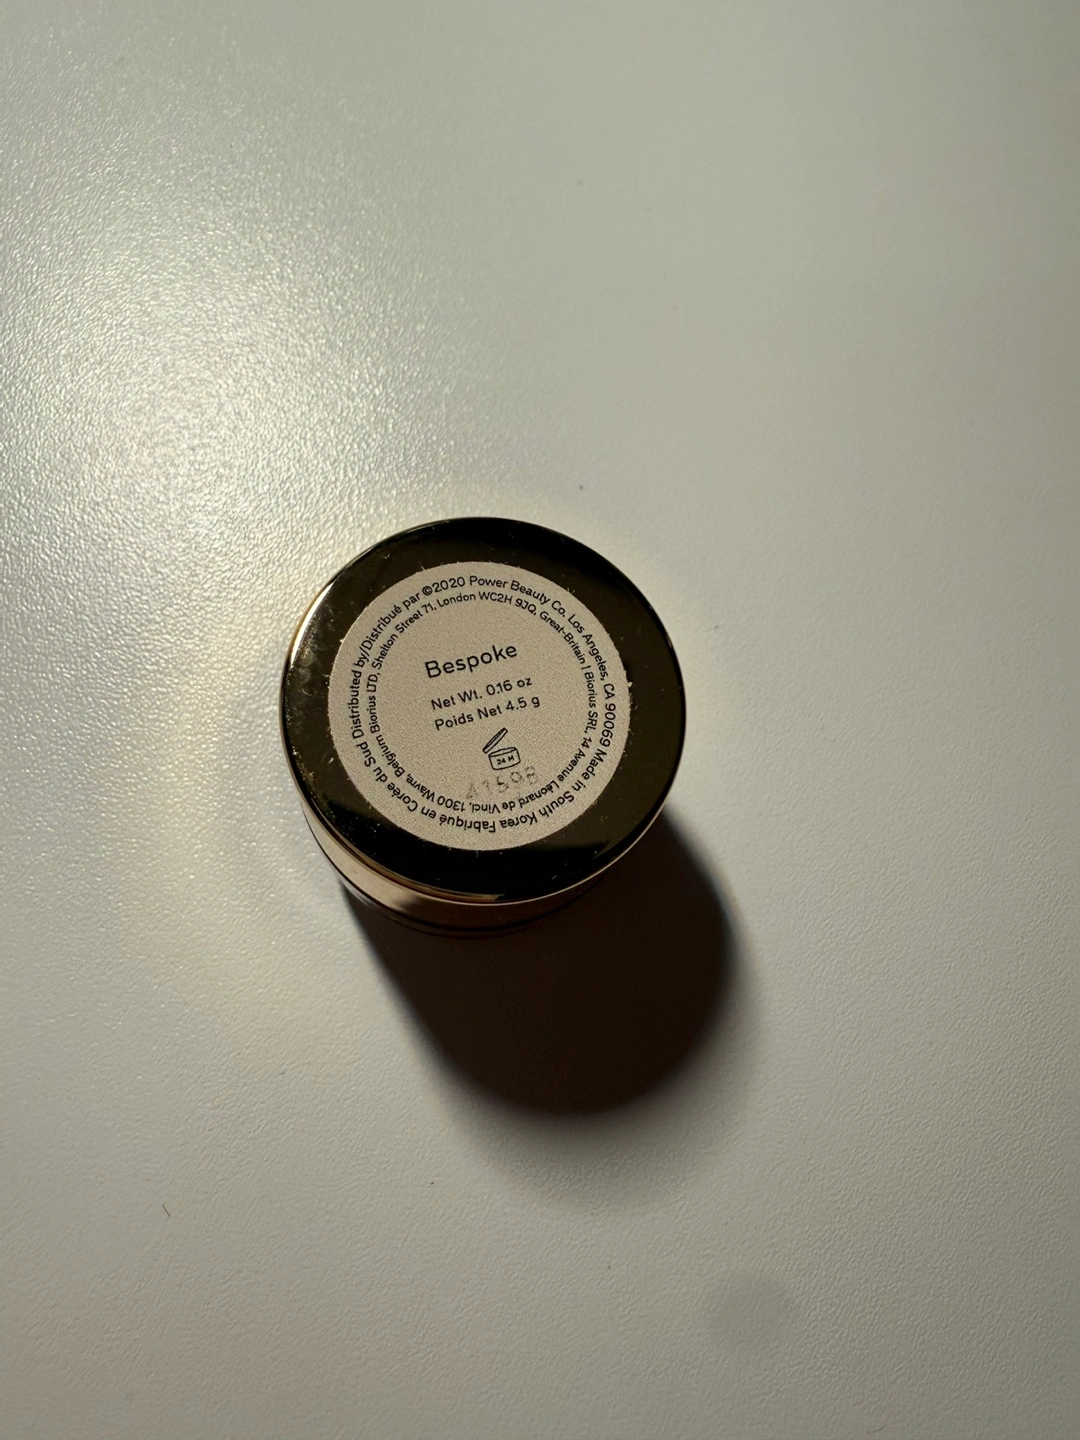 Distributed by/Distribué par ©2020 Power Beauty Co. Los Angeles, CA 90069 Made in South Korea Fabriqué en Corée du Sud
Biorius LTD, Shelton Street 71, London WC2H 9JQ, Great-Britain | Biorius SRL, 14 Avenue Léonard de Vinci, 1300 Wavre, Belgium
Bespoke
Net Wt. 0.16 oz
Poids Net 4.5 g
24 M